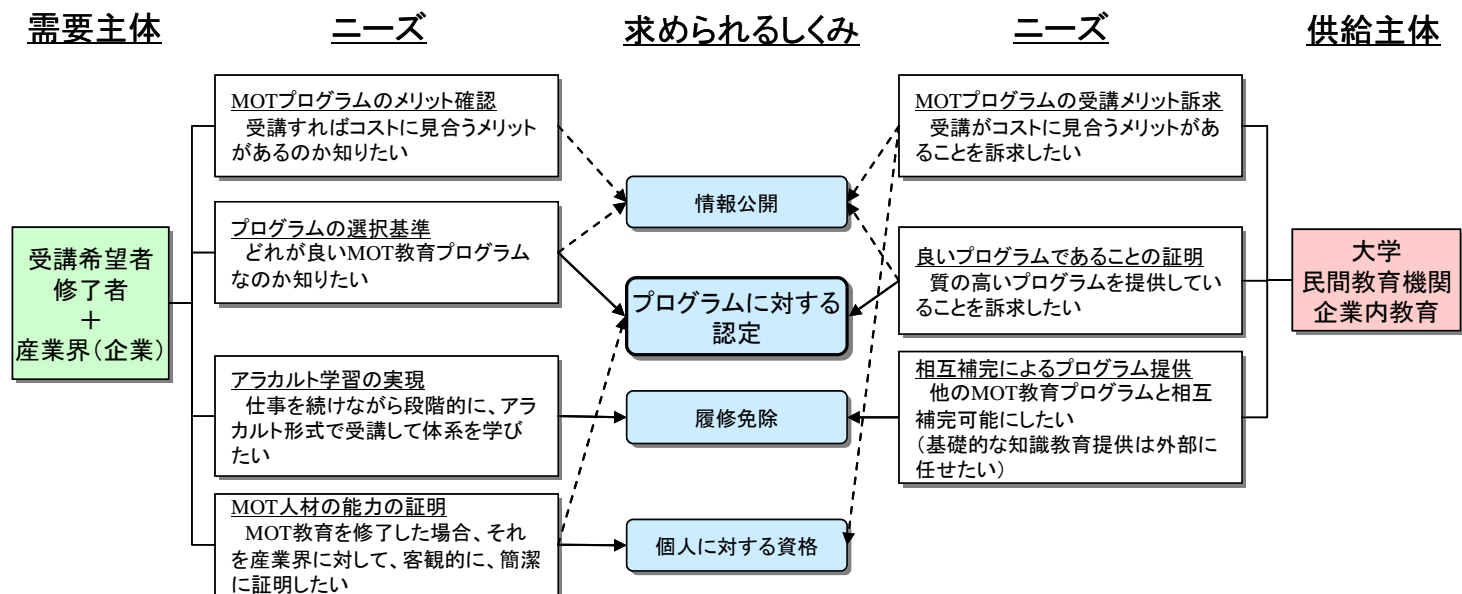 需要主体
ニーズ
求められるしくみ
ニーズ
供給主体
受講希望者
修了者
+
産業界(企業)
MOTプログラムのメリット確認
受講すればコストに見合うメリット
があるのか知りたい
プログラムの選択基準
どれが良いMOT教育プログラム
なのか知りたい
アラカルト学習の実現
仕事を続けながら段階的に、アラ
カルト形式で受講して体系を学び
たい
MOT人材の能力の証明
MOT教育を修了した場合、それ
を産業界に対して、客観的に、簡潔
に証明したい
情報公開
プログラムに対する
認定
履修免除
個人に対する資格
MOTプログラムの受講メリット訴求
受講がコストに見合うメリットがあ
ることを訴求したい
良いプログラムであることの証明
質の高いプログラムを提供してい
ることを訴求したい
相互補完によるプログラム提供
他のMOT教育プログラムと相互
補完可能にしたい
(基礎的な知識教育提供は外部に
任せたい)
大学
民間教育機関
企業内教育